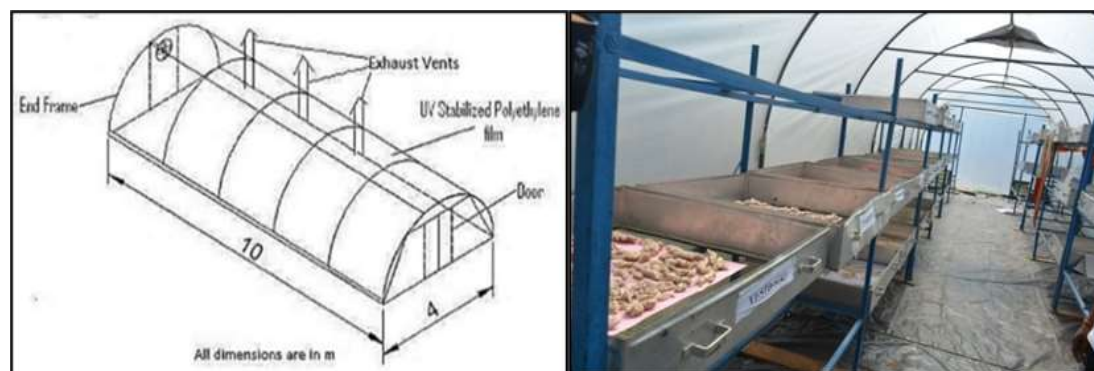 Exhaust Vents
End Frame
UV Stabilized Polyethylene
film
Door
10
4
All dimensions are in m